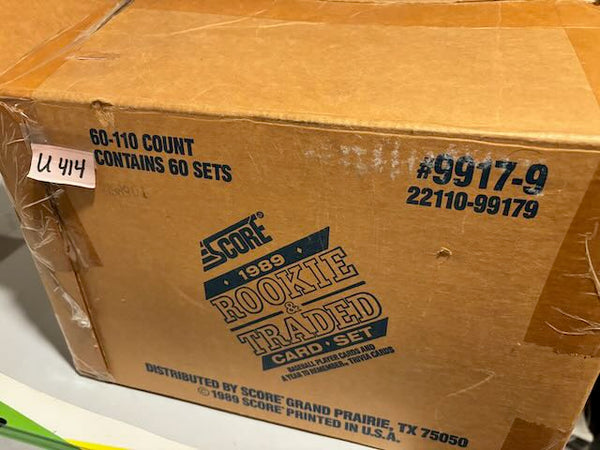 60-110 COUNT
CONTAINS 60 SETS
U 414
#9917-9
22110-99179
SCORE®
1989
ROOKIE
&
TRADED
CARD • SET
BASEBALL PLAYER CARDS AND
A YEAR TO REMEMBER™ TRIVIA CARDS
DISTRIBUTED BY SCORE® GRAND PRAIRIE, TX 75050
© 1989 SCORE® PRINTED IN U.S.A.